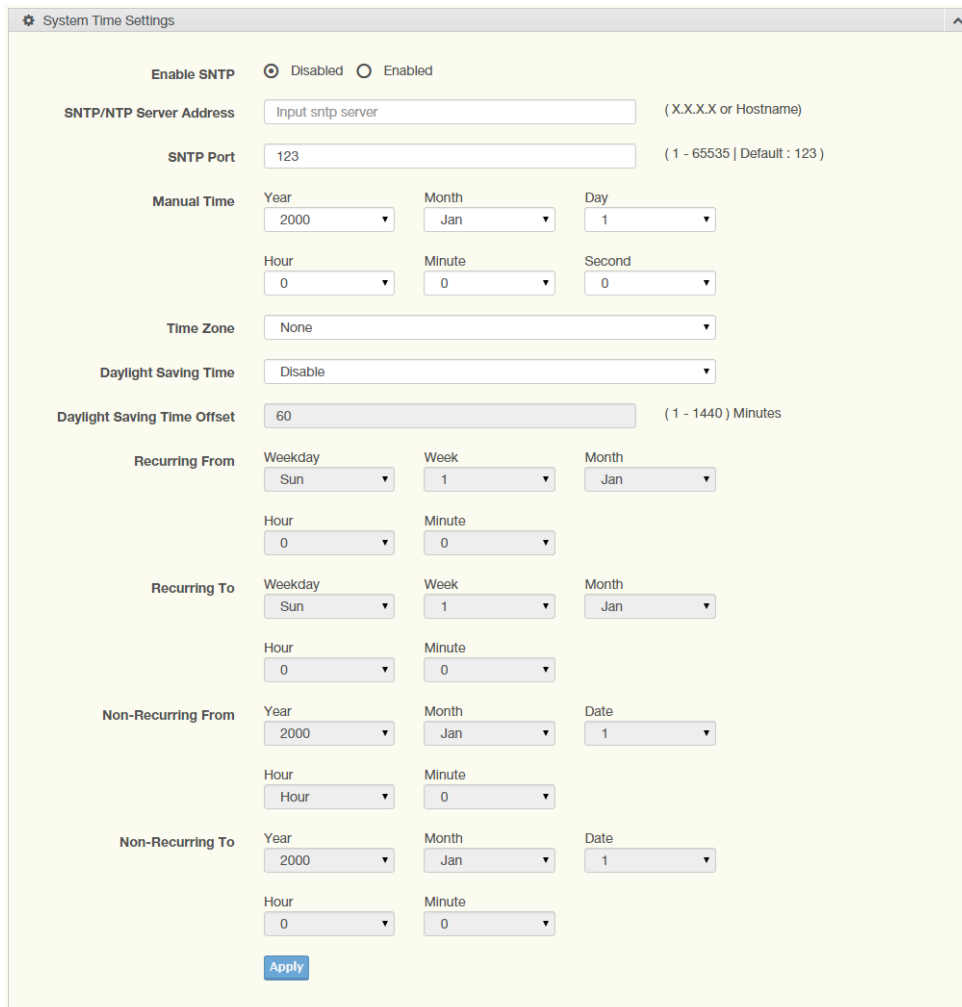 System Time Settings
Enable SNTP Disabled Enabled
SNTP/NTP Server Address Input sntp server ( X.X.X.X or Hostname)
SNTP Port 123 ( 1 - 65535 | Default : 123 )
Manual Time Year Month Day
2000 Jan 1
Hour Minute Second
0 0 0
Time Zone None
Daylight Saving Time Disable
Daylight Saving Time Offset 60 ( 1 - 1440 ) Minutes
Recurring From Weekday Week Month
Sun 1 Jan
Hour Minute
0 0
Recurring To Weekday Week Month
Sun 1 Jan
Hour Minute
0 0
Non-Recurring From Year Month Date
2000 Jan 1
Hour Minute
Hour 0
Non-Recurring To Year Month Date
2000 Jan 1
Hour Minute
0 0
Apply